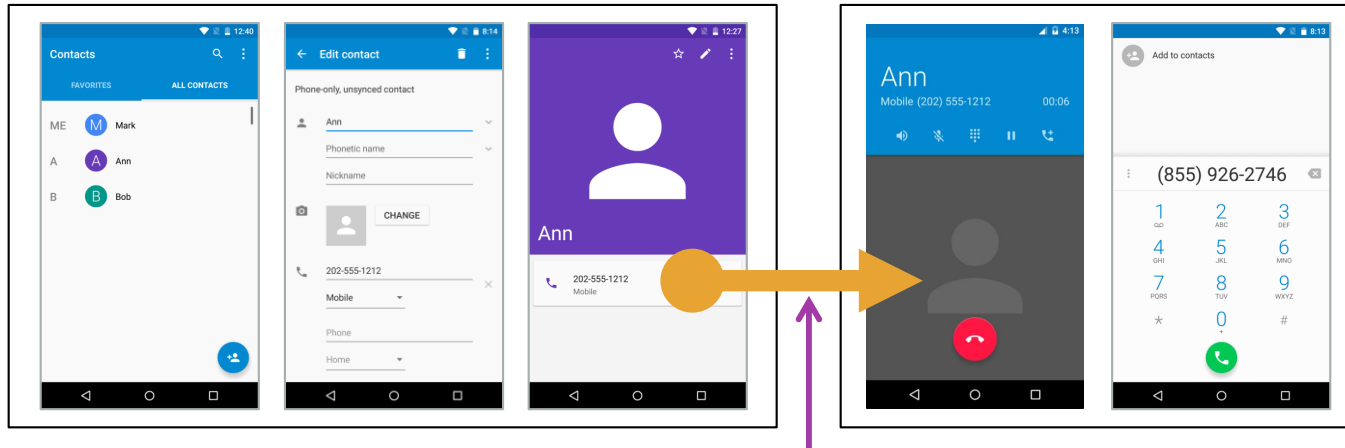 12:40
Contacts
FAVORITES
ALL CONTACTS
ME
M
Mark
A
A
Ann
B
B
Bob
8:14
Edit contact
Phone-only, unsynced contact
Ann
Phonetic name
Nickname
CHANGE
202-555-1212
Mobile
Phone
Home
12:27
Ann
202-555-1212
Mobile
4:13
Ann
Mobile (202) 555-1212 00:06
8:13
Add to contacts
(855) 926-2746
1 2 3
ABC DEF
4 5 6
GHI JKL MNO
7 8 9
PQRS TUV WXYZ
* 0 #
+